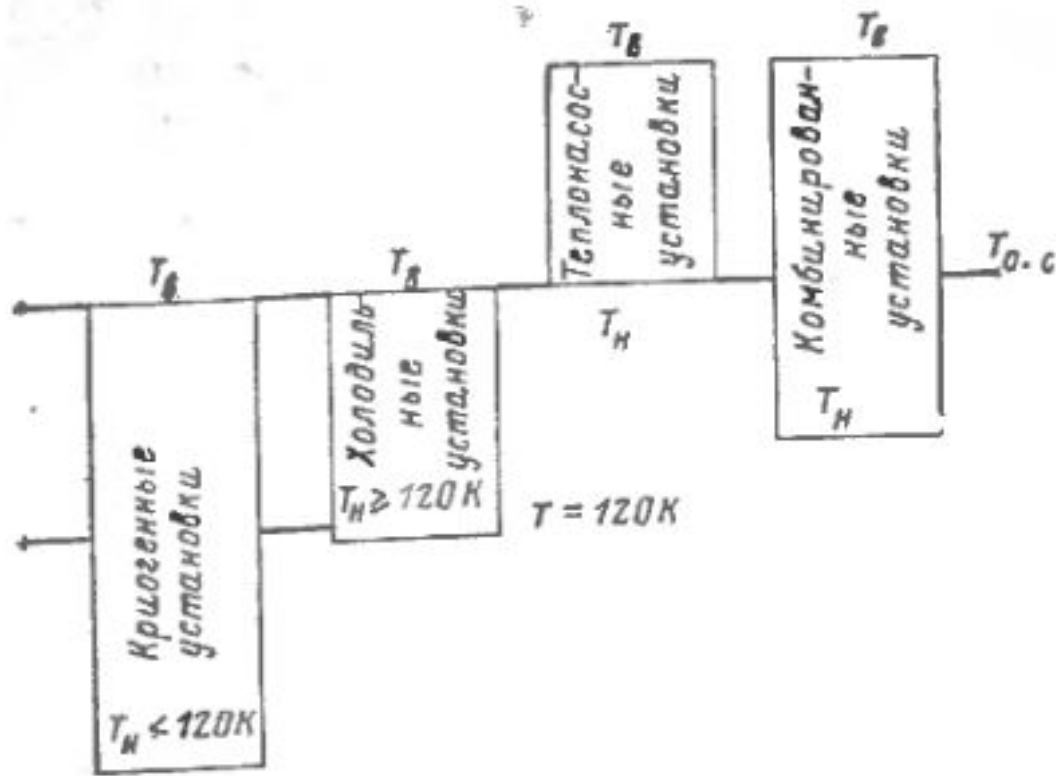 Tв
Криогенные
установки
Tн < 120К
Tв
Холодиль
ные
установки
Tн ≥ 120К
T = 120К
Tв
Теплонасос-
ные
установки
Tн
Tв
Комбинирован-
ные
установки
Tн
Tо.с